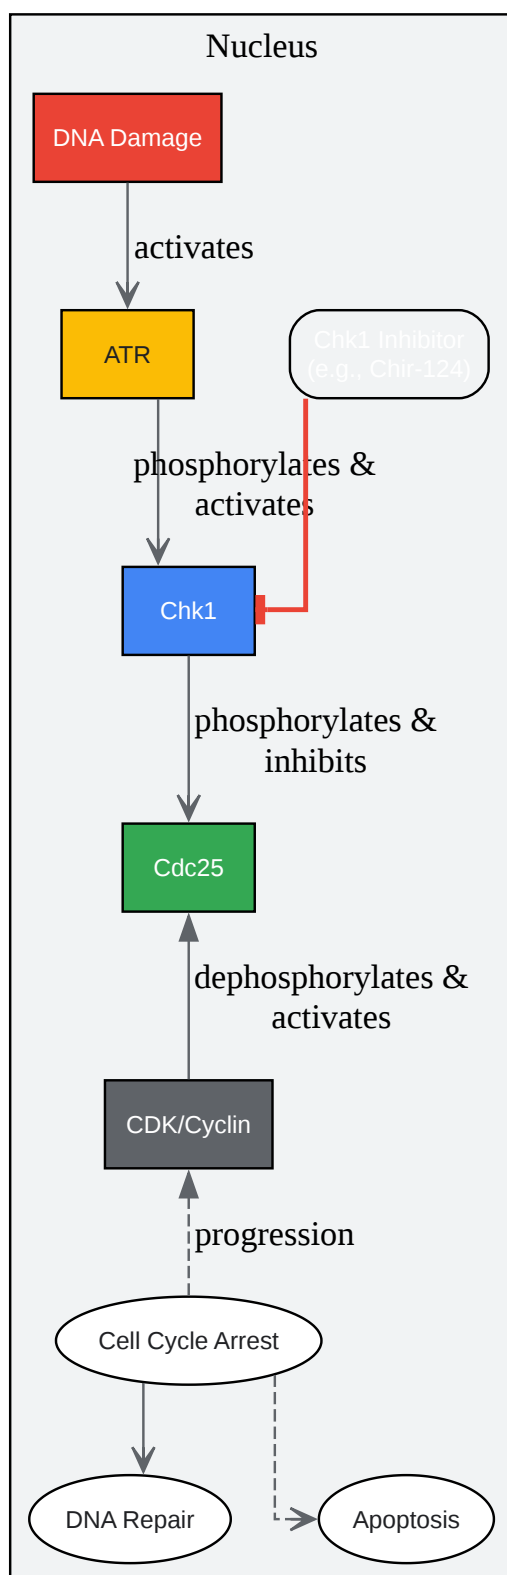 Nucleus
DNA Damage
activates
ATR
Chk1 Inhibitor
(e.g., Chir-124)
phosphorylates &
activates
Chk1
phosphorylates &
inhibits
Cdc25
dephosphorylates &
activates
CDK/Cyclin
progression
Cell Cycle Arrest
DNA Repair
Apoptosis